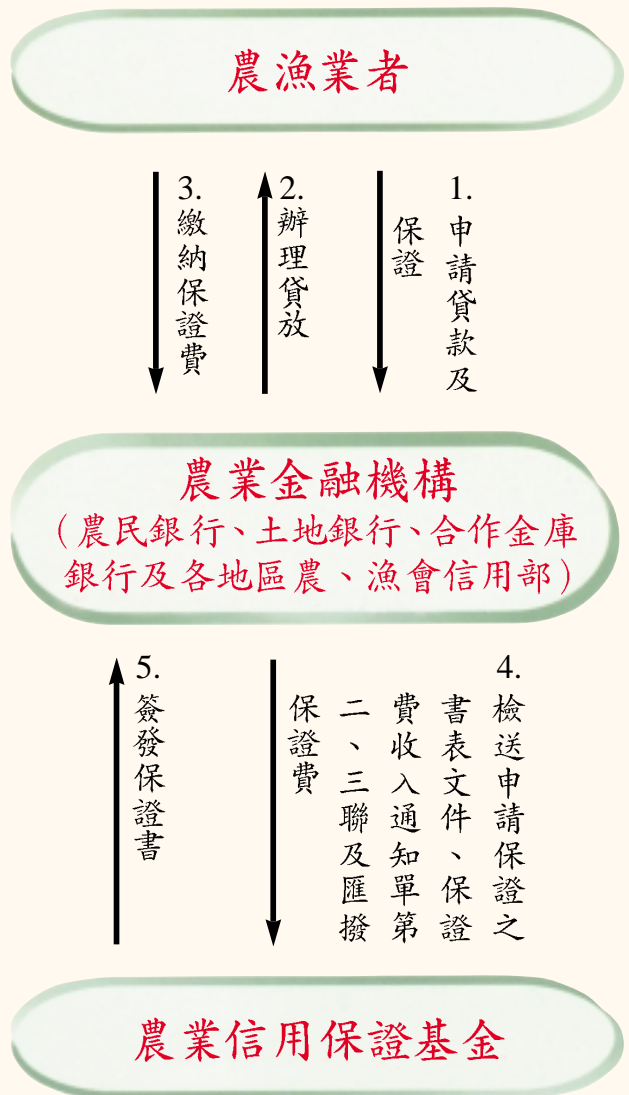 農漁業者
1.
申請貸款及
保證
2.
辦理貸放
3.
繳納保證費
農業金融機構
（農民銀行、土地銀行、合作金庫
銀行及各地區農、漁會信用部）
4.
檢送申請保證之
書表文件、保證
費收入通知單第
二、三聯及匯撥
保證費
5.
簽發保證書
農業信用保證基金